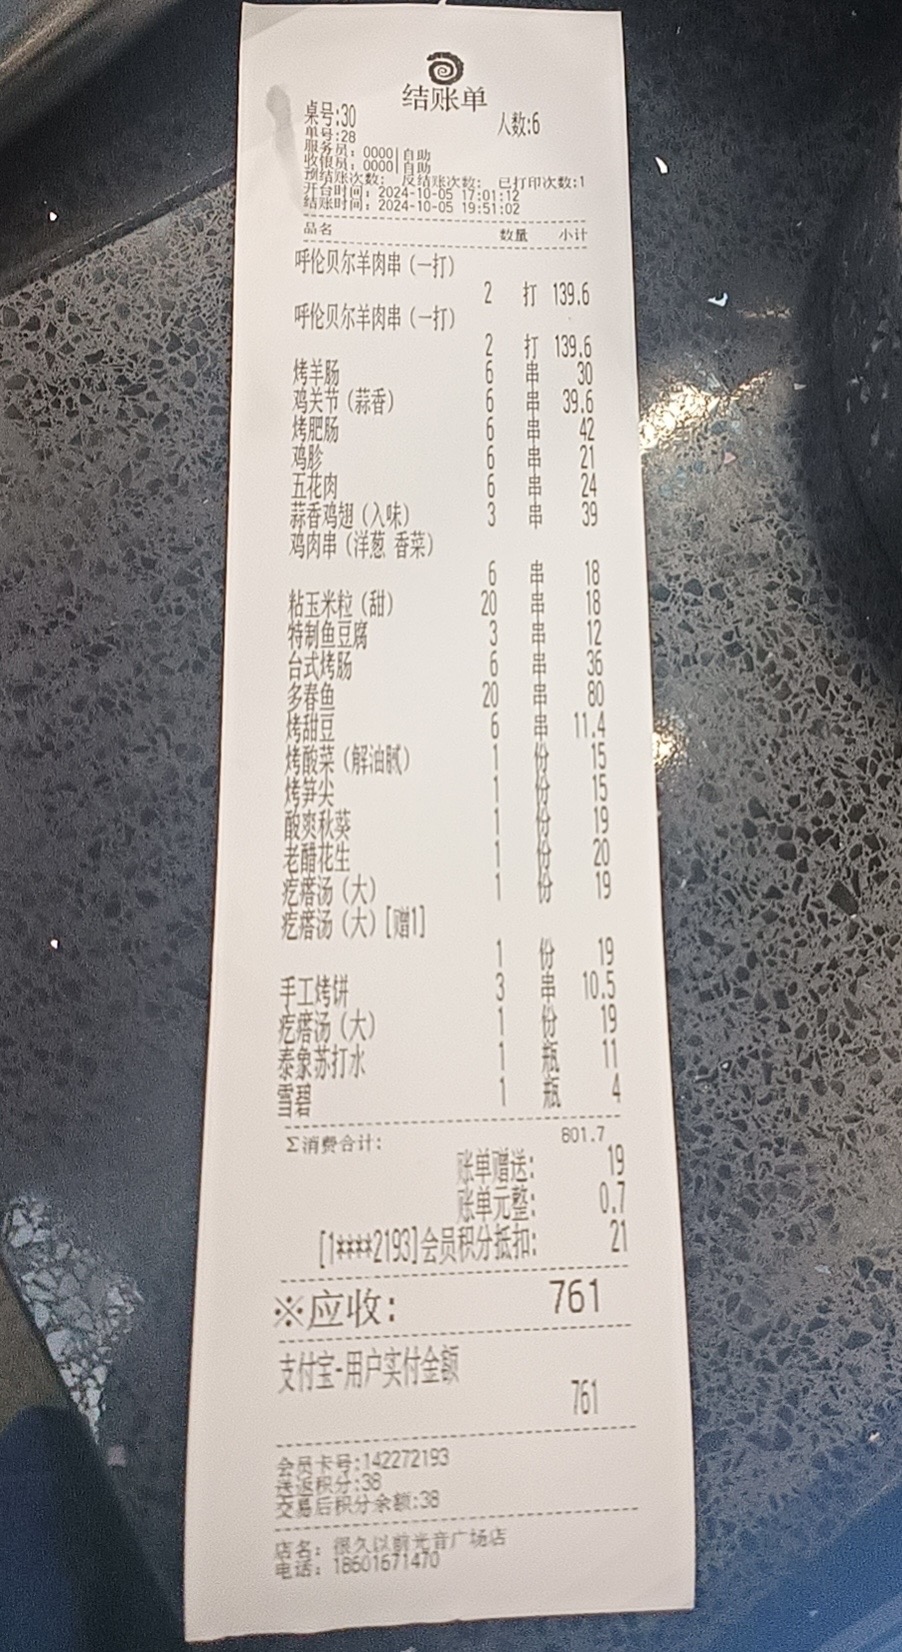 结账单
桌号:30 人数:6
单号:28
服务员: 0000|自助
收银员: 0000|自助
预结账次数: 反结账次数: 已打印次数:1
开台时间: 2024-10-05 17:01:12
结账时间: 2024-10-05 19:51:02
品名 数量 小计
呼伦贝尔羊肉串(一打)
2 打 139.6
呼伦贝尔羊肉串(一打)
2 打 139.6
烤羊肠 6 串 30
鸡关节(蒜香) 6 串 39.6
烤肥肠 6 串 42
鸡胗 6 串 21
五花肉 6 串 24
蒜香鸡翅(入味) 3 串 39
鸡肉串(洋葱 香菜)
6 串 18
粘玉米粒(甜) 20 串 18
特制鱼豆腐 3 串 12
台式烤肠 6 串 36
多春鱼 20 串 80
烤甜豆 6 串 11.4
烤酸菜(解油腻) 1 份 15
烤笋尖 1 份 15
酸爽秋葵 1 份 19
老醋花生 1 份 20
疙瘩汤(大) 1 份 19
疙瘩汤(大)[赠1]
1 份 19
手工烤饼 3 串 10.5
疙瘩汤(大) 1 份 19
泰象苏打水 1 瓶 11
雪碧 1 瓶 4
Σ消费合计: 801.7
账单赠送: 19
账单元整: 0.7
[1****2193]会员积分抵扣: 21
※应收: 761
支付宝-用户实付金额
761
会员卡号:142272193
送返积分:38
交易后积分余额:38
店名: 很久以前光音广场店
电话: 18601671470